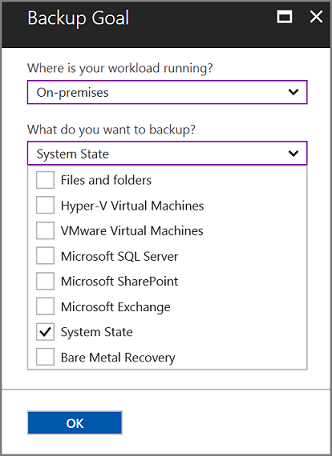 Backup Goal
Where is your workload running?
On-premises
What do you want to backup?
System State
Files and folders
Hyper-V Virtual Machines
VMware Virtual Machines
Microsoft SQL Server
Microsoft SharePoint
Microsoft Exchange
System State
Bare Metal Recovery
OK